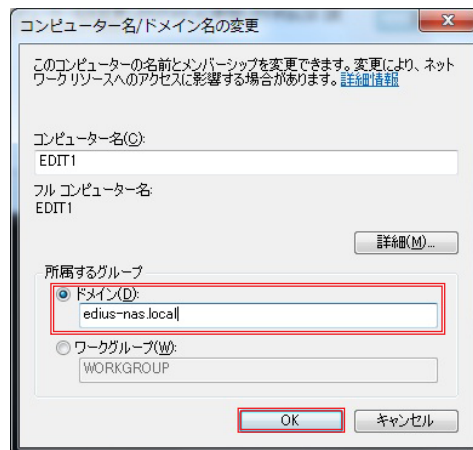 コンピューター名/ドメイン名の変更
このコンピューターの名前とメンバーシップを変更できます。変更により、ネット
ワーク リソースへのアクセスに影響する場合があります。詳細情報
コンピューター名(C):
EDIT1
フル コンピューター名:
EDIT1
詳細(M)...
所属するグループ
ドメイン(D):
edius-nas.local
ワークグループ(W):
WORKGROUP
OK
キャンセル